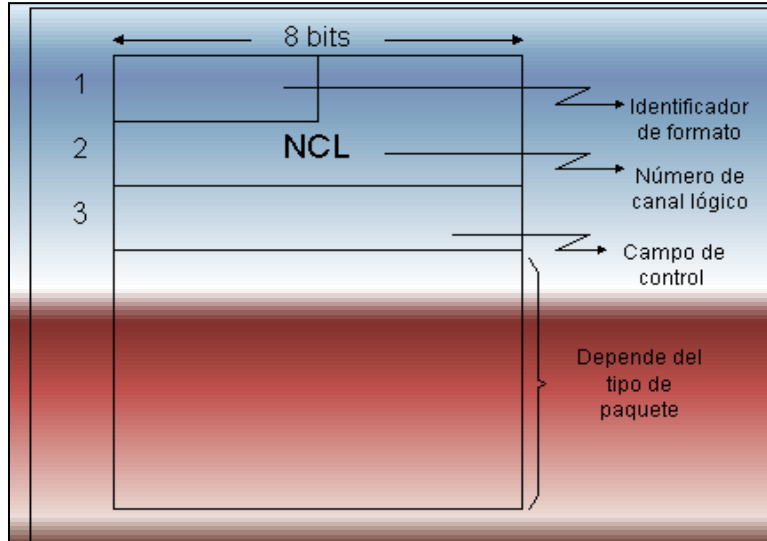 8 bits
1
Identificador
de formato
2
NCL
Número de
canal lógico
3
Campo de
control
Depende del
tipo de
paquete